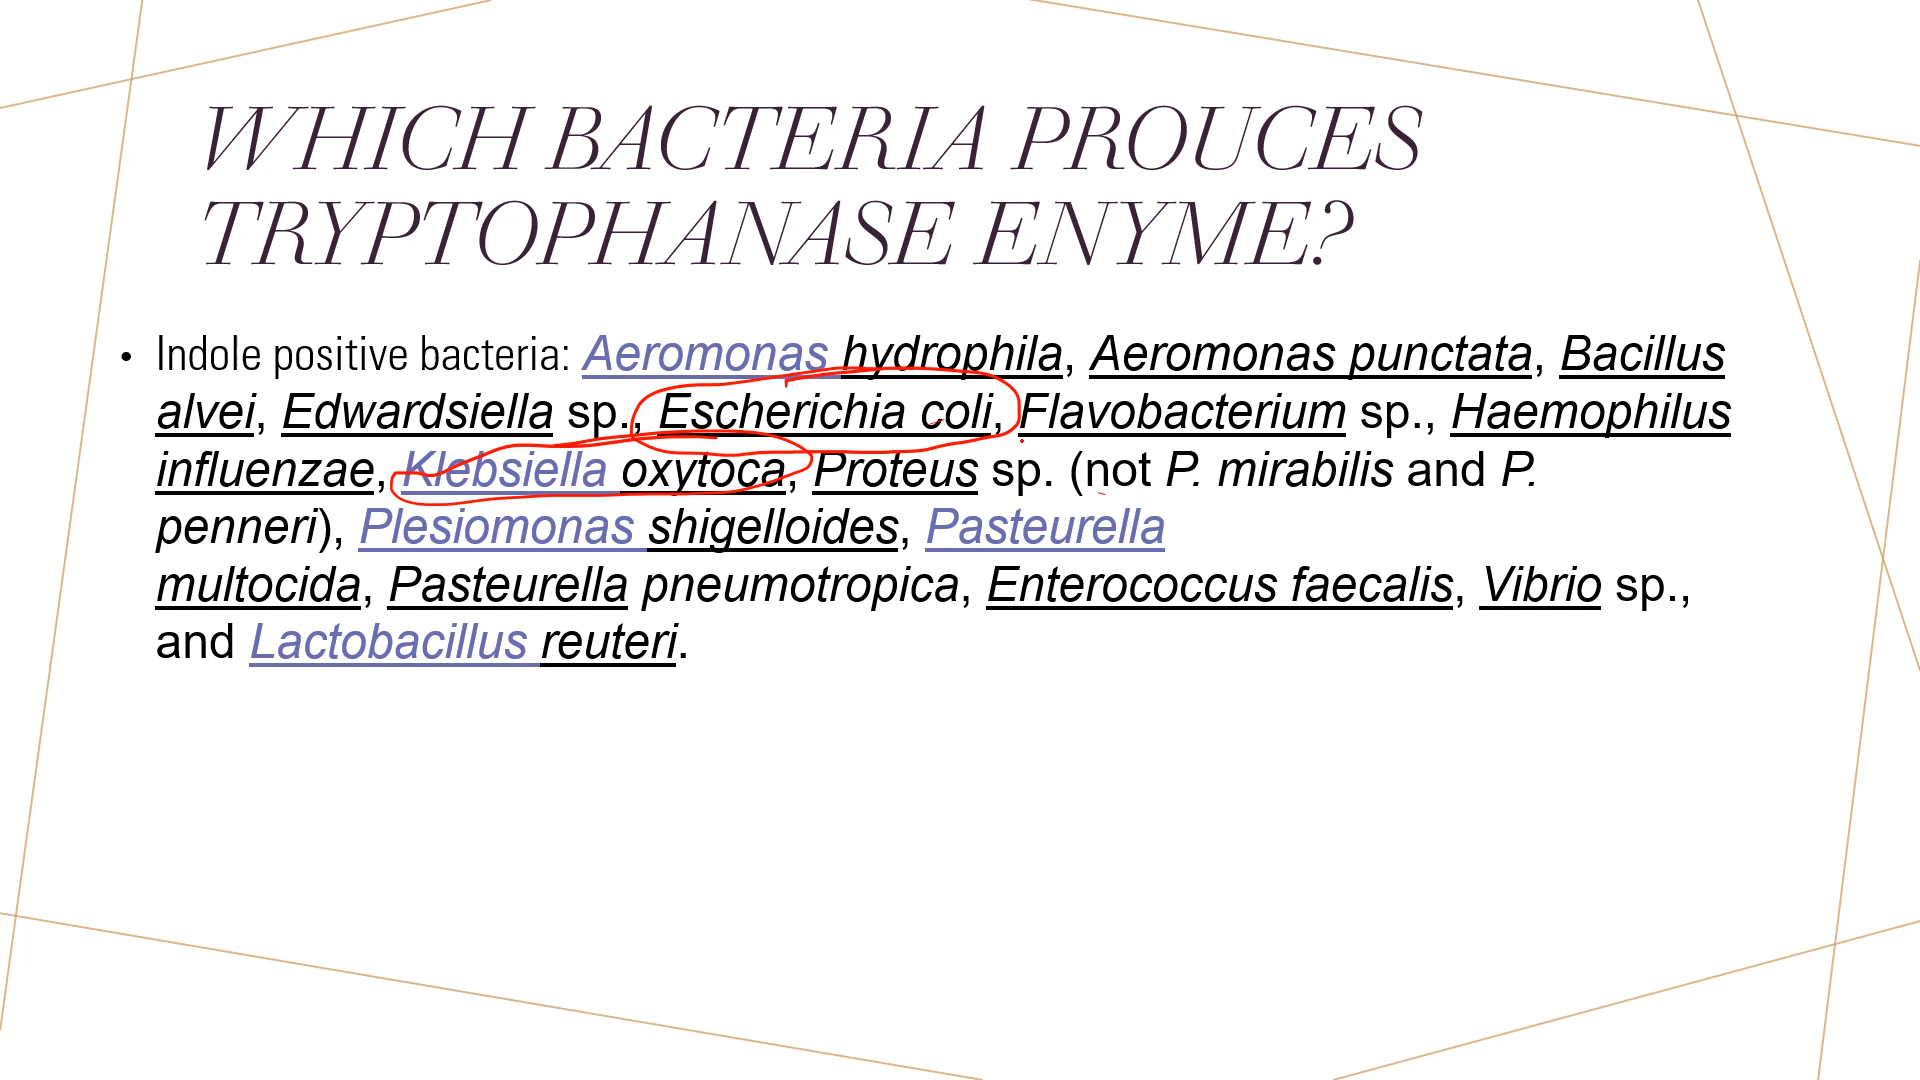 WHICH BACTERIA PROUCES
TRYPTOPHANASE ENYME?
• Indole positive bacteria: Aeromonas hydrophila, Aeromonas punctata, Bacillus
alvei, Edwardsiella sp., Escherichia coli, Flavobacterium sp., Haemophilus
influenzae, Klebsiella oxytoca, Proteus sp. (not P. mirabilis and P.
penneri), Plesiomonas shigelloides, Pasteurella
multocida, Pasteurella pneumotropica, Enterococcus faecalis, Vibrio sp.,
and Lactobacillus reuteri.